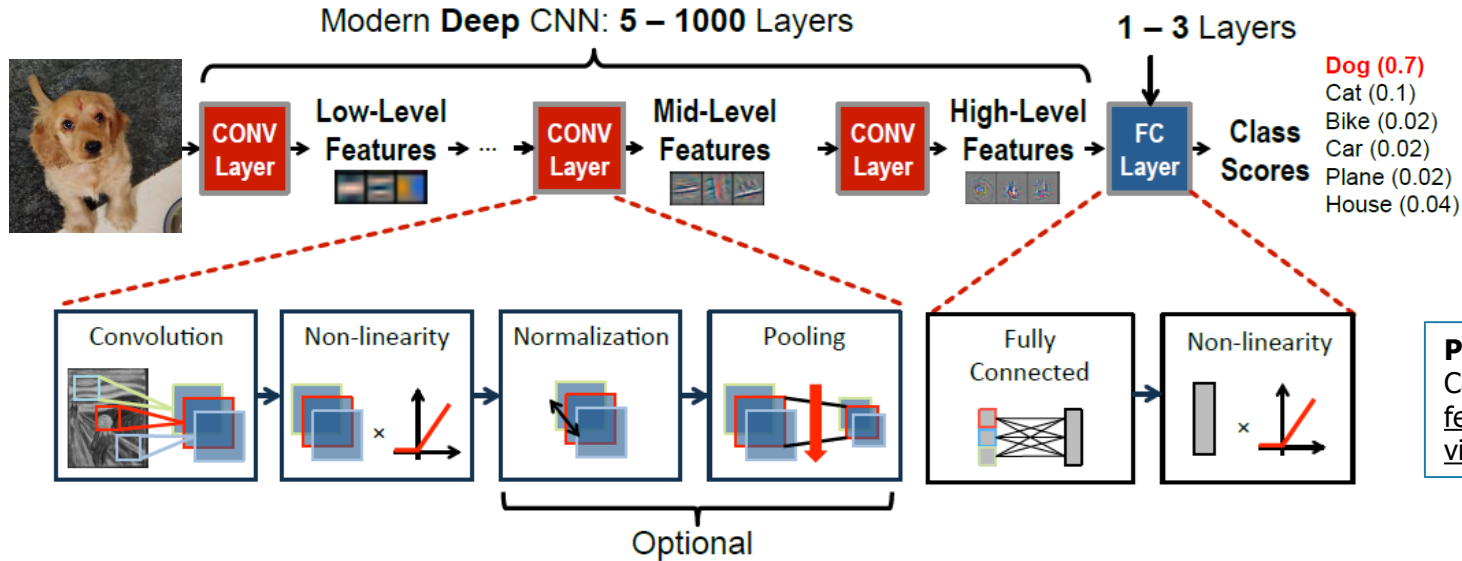 Modern Deep CNN: 5 – 1000 Layers
1 – 3 Layers
CONV
Layer
Low-Level
Features
...
CONV
Layer
Mid-Level
Features
CONV
Layer
High-Level
Features
FC
Layer
Class
Scores
Dog (0.7)
Cat (0.1)
Bike (0.02)
Car (0.02)
Plane (0.02)
House (0.04)
Convolution
Non-linearity
×
Normalization
Pooling
Optional
Fully
Connected
Non-linearity
×